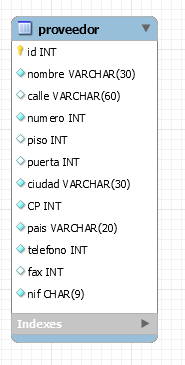 proveedor
id INT
nombre VARCHAR(30)
calle VARCHAR(60)
numero INT
piso INT
puerta INT
ciudad VARCHAR(30)
CP INT
pais VARCHAR(20)
telefono INT
fax INT
nif CHAR(9)
Indexes